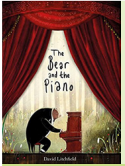 The
Bear
and the
Piano
David Litchfield